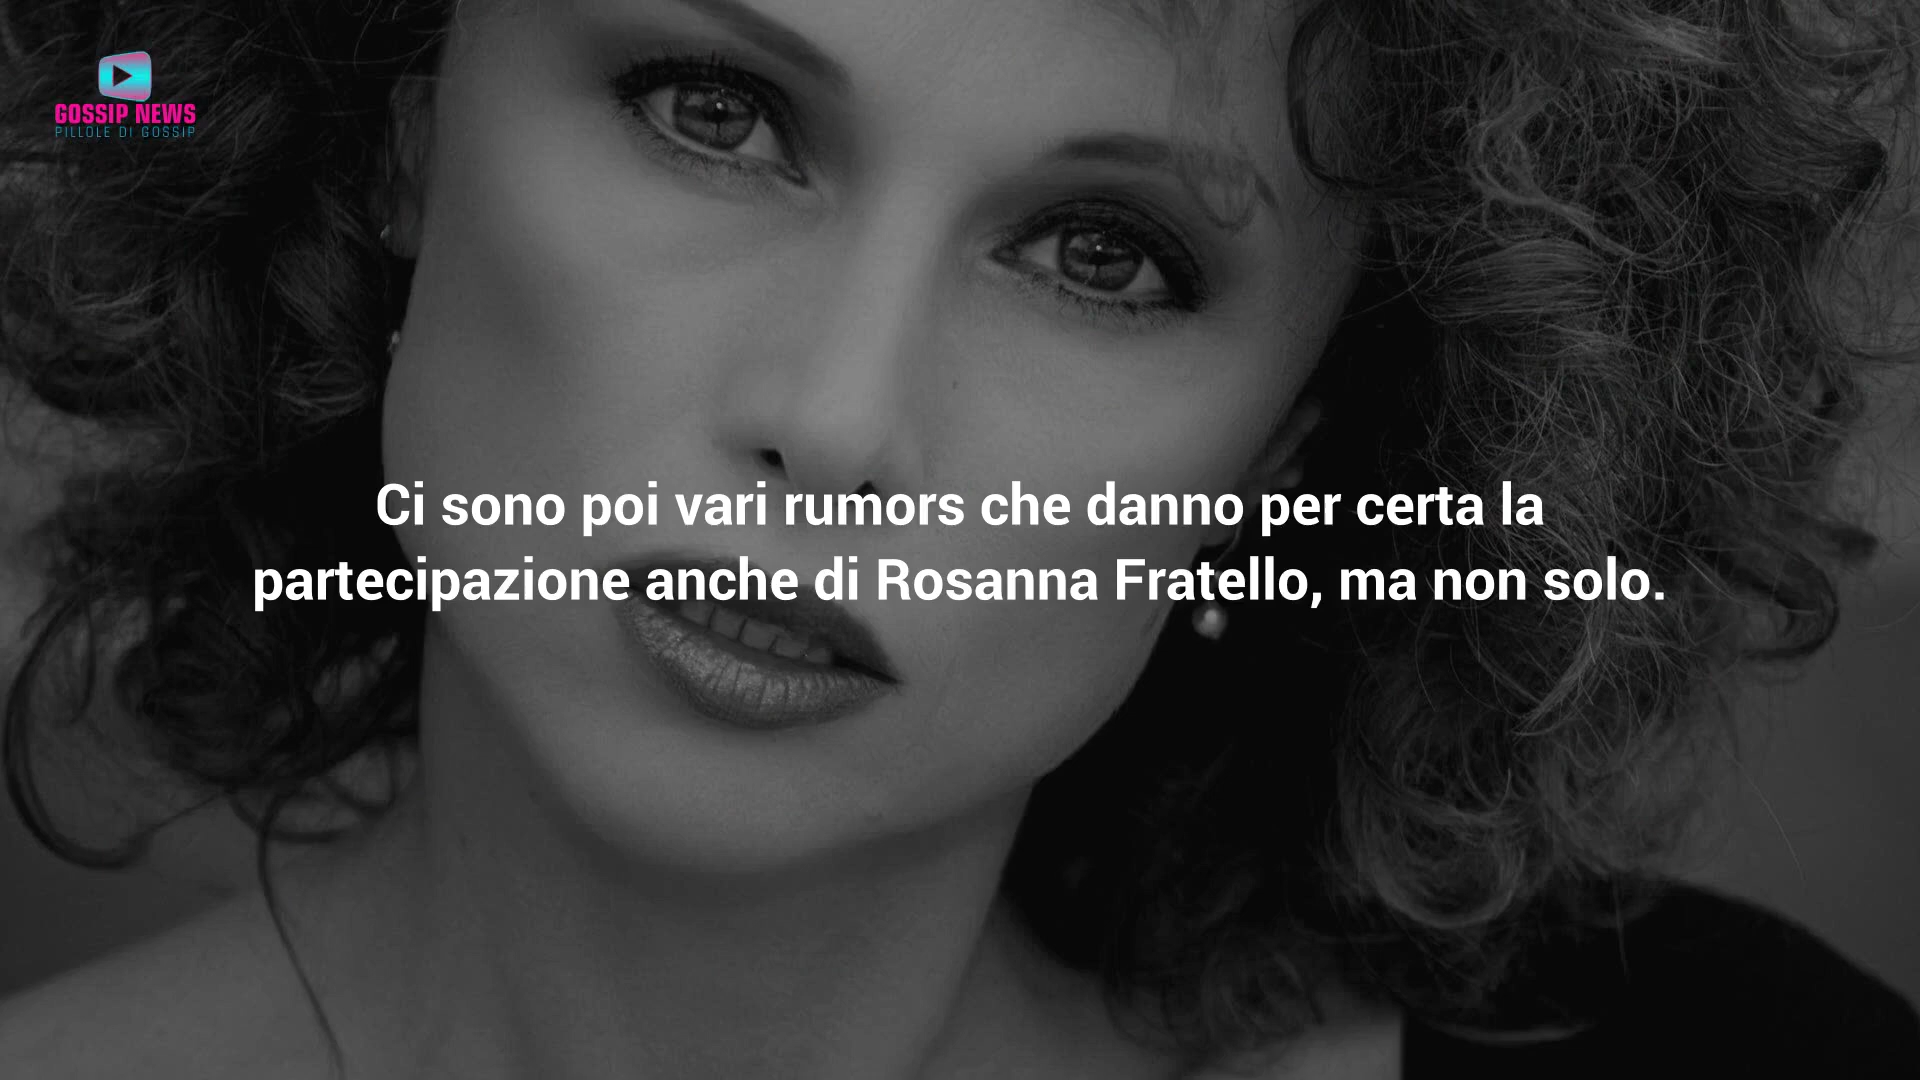 GOSSIP NEWS
PILLOLE DI GOSSIP
Ci sono poi vari rumors che danno per certa la
partecipazione anche di Rosanna Fratello, ma non solo.